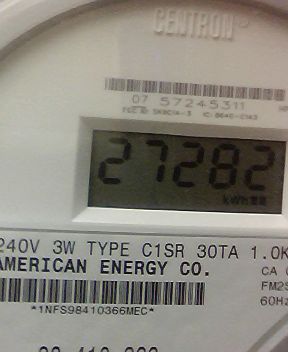 CENTRON
07 57245311
27282
kWh
240V 3W TYPE C1SR 30TA 1.0K
AMERICAN ENERGY CO.
CA
FM2S
60Hz
*1NFS98410366MEC*